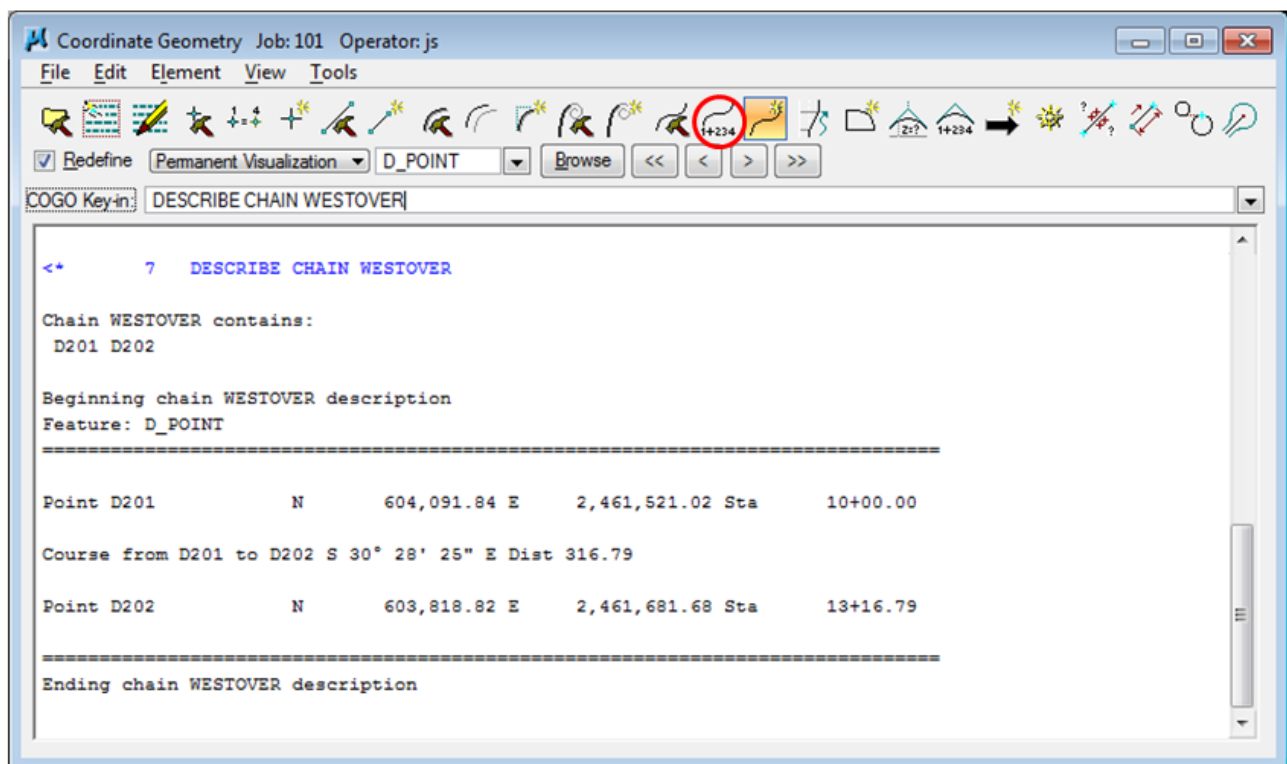 Coordinate Geometry Job: 101 Operator: js
File Edit Element View Tools
1+234 z=? 1+234 ? ?
Redefine Permanent Visualization D_POINT Browse << < > >>
COGO Key-in: DESCRIBE CHAIN WESTOVER
<* 7 DESCRIBE CHAIN WESTOVER
Chain WESTOVER contains:
D201 D202
Beginning chain WESTOVER description
Feature: D_POINT
==============================================================================
Point D201 N 604,091.84 E 2,461,521.02 Sta 10+00.00
Course from D201 to D202 S 30° 28' 25" E Dist 316.79
Point D202 N 603,818.82 E 2,461,681.68 Sta 13+16.79
==============================================================================
Ending chain WESTOVER description